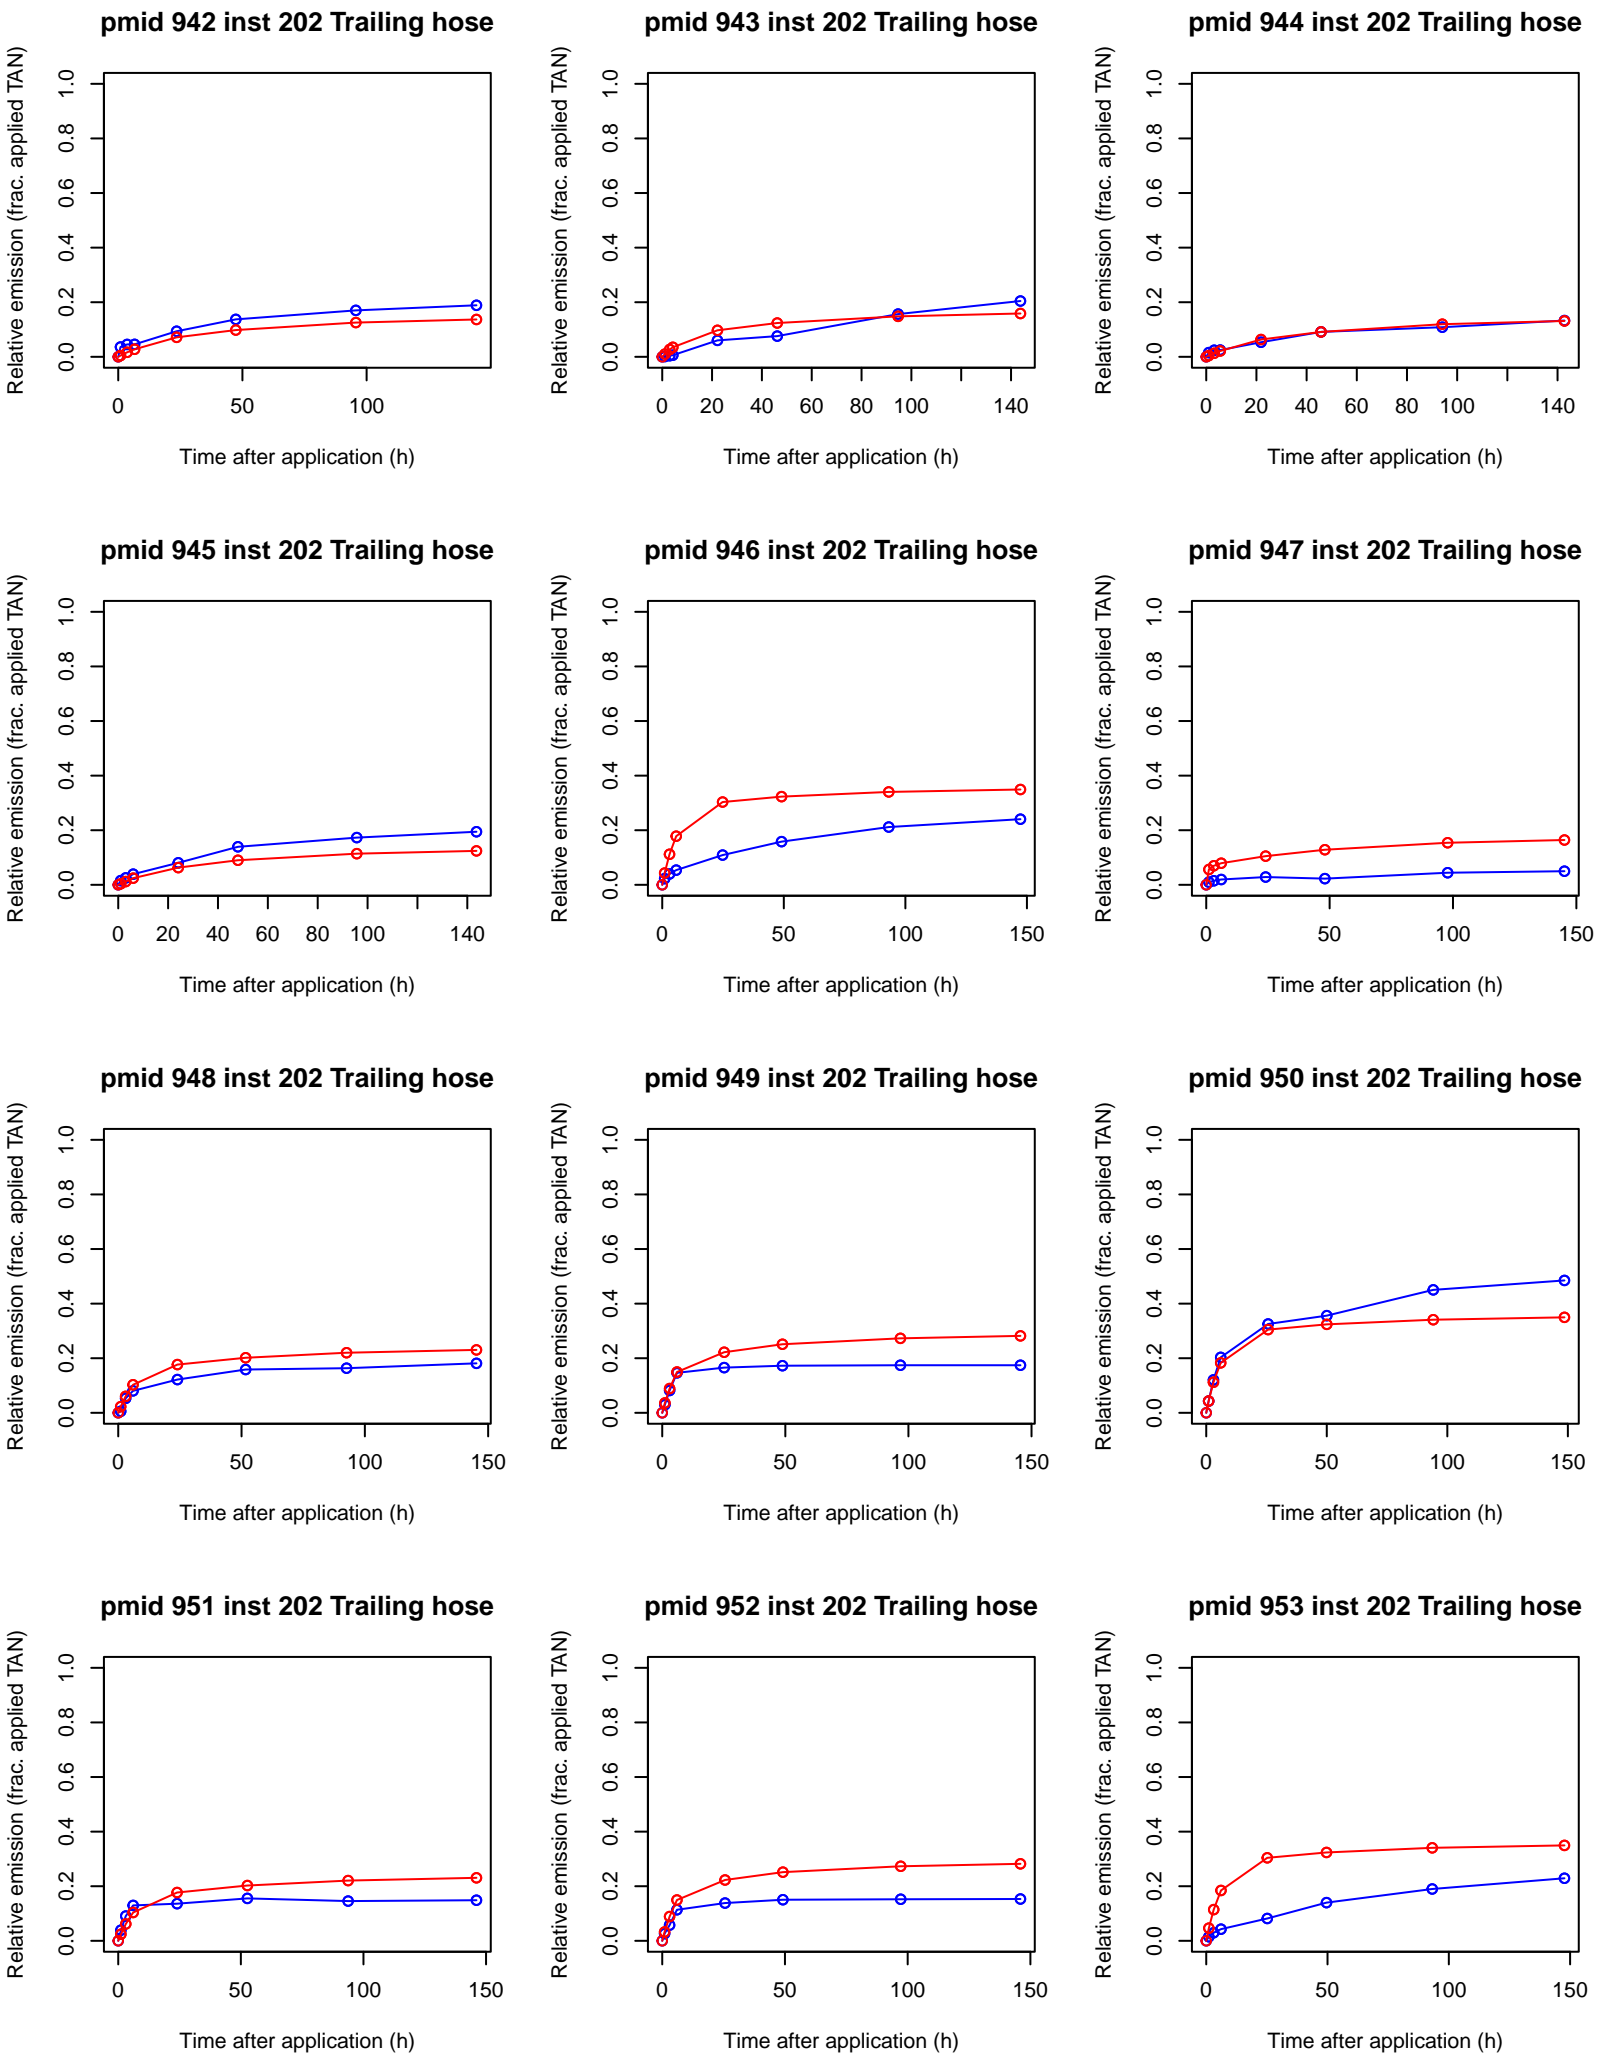 pmid 942 inst 202 Trailing hose
Relative emission (frac. applied TAN)
0.0 0.2 0.4 0.6 0.8 1.0
0 50 100
Time after application (h)
pmid 943 inst 202 Trailing hose
Relative emission (frac. applied TAN)
0.0 0.2 0.4 0.6 0.8 1.0
0 20 40 60 80 100 140
Time after application (h)
pmid 944 inst 202 Trailing hose
Relative emission (frac. applied TAN)
0.0 0.2 0.4 0.6 0.8 1.0
0 20 40 60 80 100 140
Time after application (h)
pmid 945 inst 202 Trailing hose
Relative emission (frac. applied TAN)
0.0 0.2 0.4 0.6 0.8 1.0
0 20 40 60 80 100 140
Time after application (h)
pmid 946 inst 202 Trailing hose
Relative emission (frac. applied TAN)
0.0 0.2 0.4 0.6 0.8 1.0
0 50 100 150
Time after application (h)
pmid 947 inst 202 Trailing hose
Relative emission (frac. applied TAN)
0.0 0.2 0.4 0.6 0.8 1.0
0 50 100 150
Time after application (h)
pmid 948 inst 202 Trailing hose
Relative emission (frac. applied TAN)
0.0 0.2 0.4 0.6 0.8 1.0
0 50 100 150
Time after application (h)
pmid 949 inst 202 Trailing hose
Relative emission (frac. applied TAN)
0.0 0.2 0.4 0.6 0.8 1.0
0 50 100 150
Time after application (h)
pmid 950 inst 202 Trailing hose
Relative emission (frac. applied TAN)
0.0 0.2 0.4 0.6 0.8 1.0
0 50 100 150
Time after application (h)
pmid 951 inst 202 Trailing hose
Relative emission (frac. applied TAN)
0.0 0.2 0.4 0.6 0.8 1.0
0 50 100 150
Time after application (h)
pmid 952 inst 202 Trailing hose
Relative emission (frac. applied TAN)
0.0 0.2 0.4 0.6 0.8 1.0
0 50 100 150
Time after application (h)
pmid 953 inst 202 Trailing hose
Relative emission (frac. applied TAN)
0.0 0.2 0.4 0.6 0.8 1.0
0 50 100 150
Time after application (h)